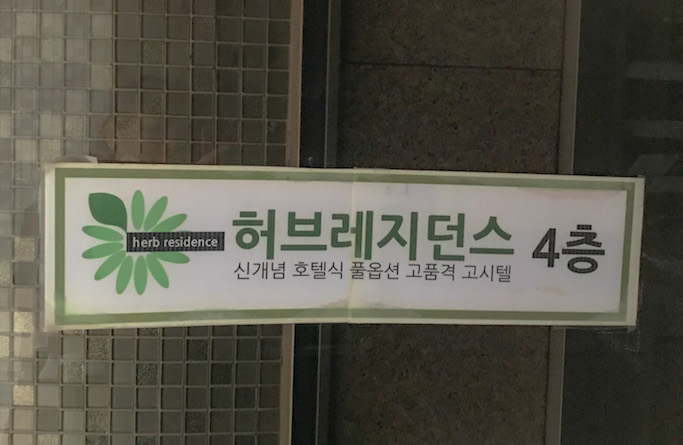 herb residence
허브레지던스
신개념 호텔식 풀옵션 고품격 고시텔
4층